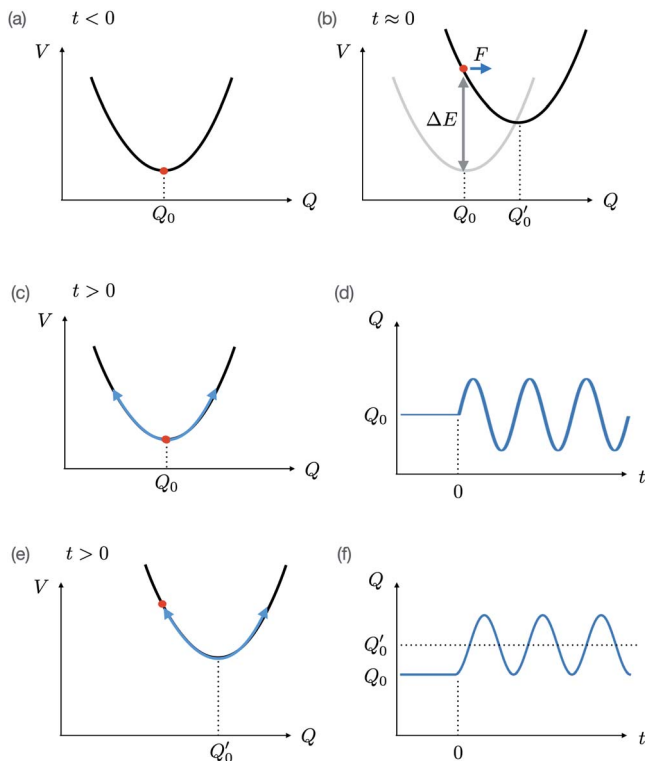 (a) t < 0
V
Q₀
Q
(b) t ≈ 0
V
F
ΔE
Q₀
Q′₀
Q
(c) t > 0
V
Q₀
Q
(d)
Q
Q₀
0
t
(e) t > 0
V
Q′₀
Q
(f)
Q
Q′₀
Q₀
0
t